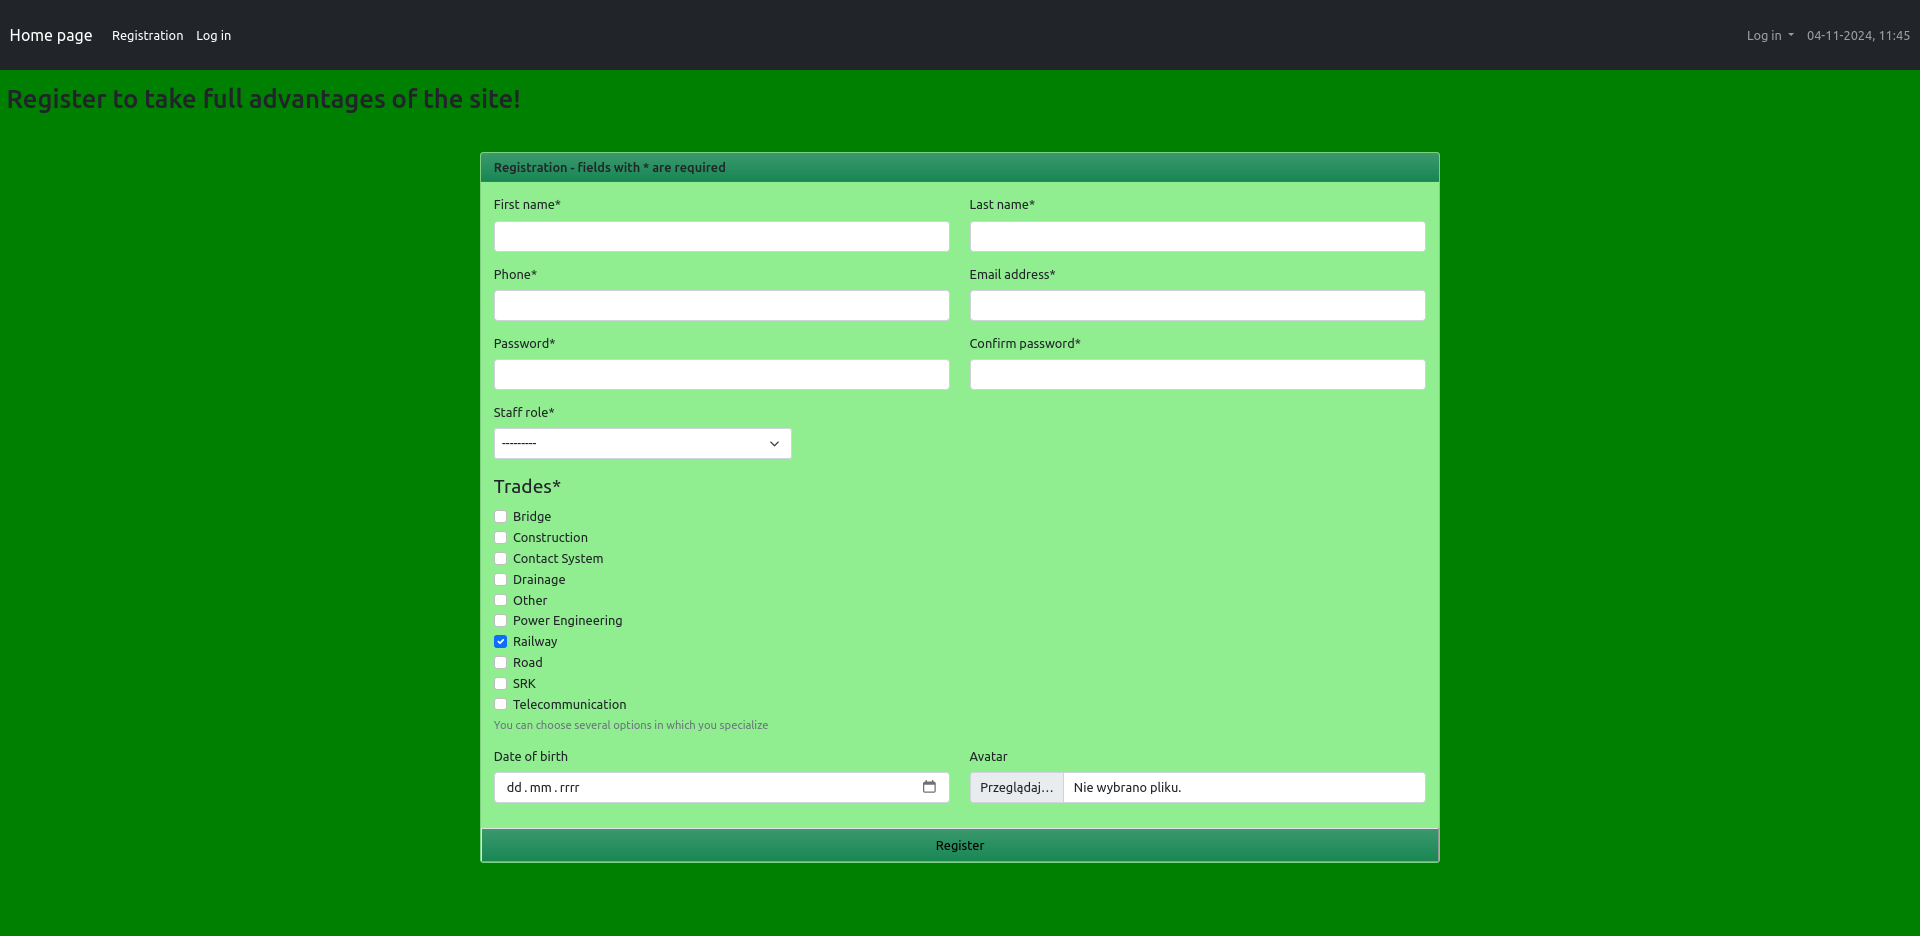 Home page Registration Log in Log in 04-11-2024, 11:45
Register to take full advantages of the site!
Registration - fields with * are required
First name* Last name*
Phone* Email address*
Password* Confirm password*
Staff role*
---------
Trades*
Bridge
Construction
Contact System
Drainage
Other
Power Engineering
Railway
Road
SRK
Telecommunication
You can choose several options in which you specialize
Date of birth Avatar
dd.mm.rrrr Przeglądaj… Nie wybrano pliku.
Register